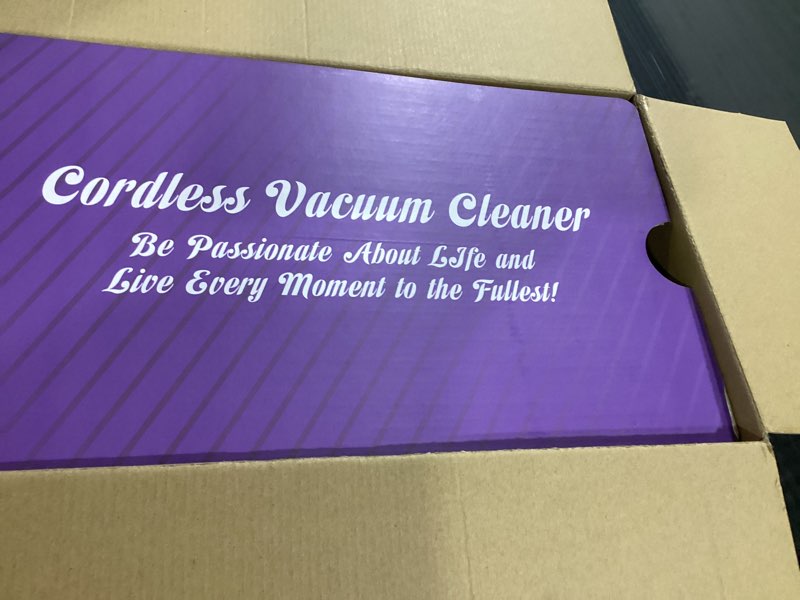 Cordless Vacuum Cleaner
Be Passionate About LIfe and
Live Every Moment to the Fullest!